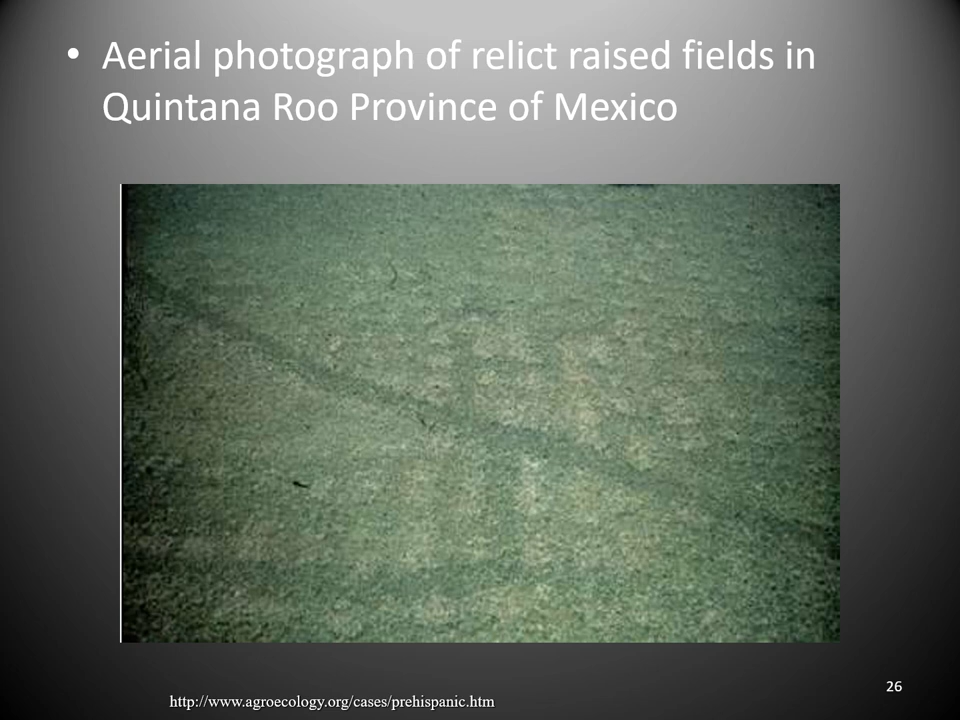 • Aerial photograph of relict raised fields in
Quintana Roo Province of Mexico
26
http://www.agroecology.org/cases/prehispanic.htm